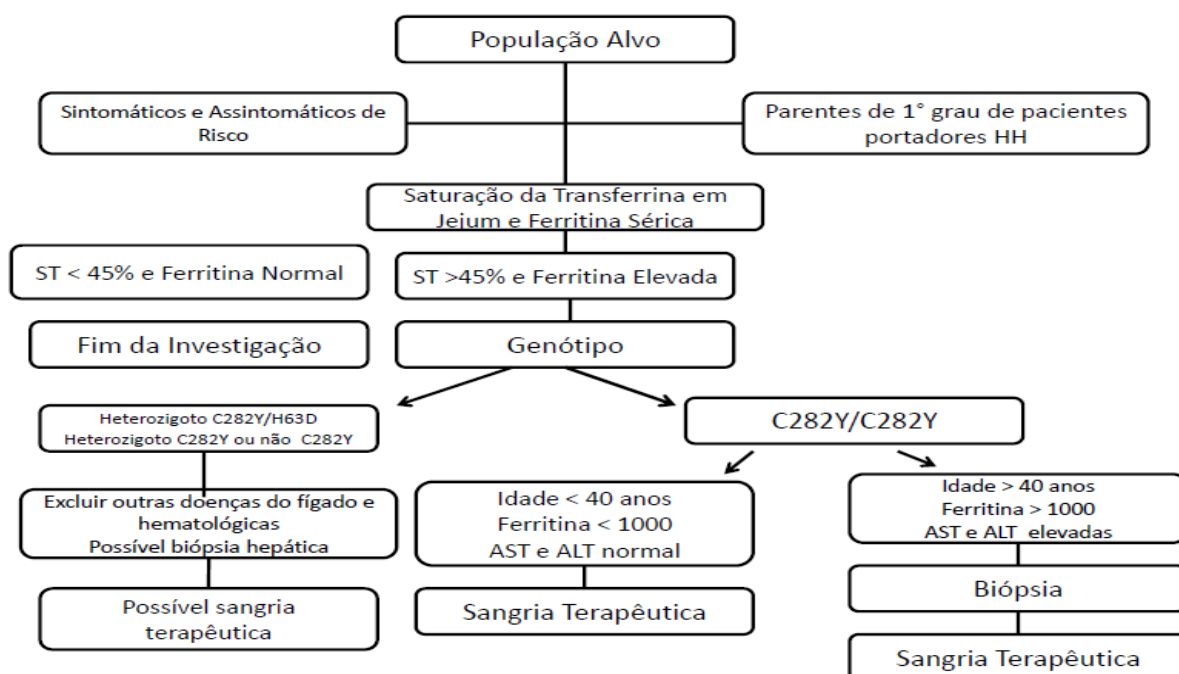 População Alvo
Sintomáticos e Assintomáticos de
Risco
Parentes de 1° grau de pacientes
portadores HH
Saturação da Transferrina em
Jejum e Ferritina Sérica
ST < 45% e Ferritina Normal
ST >45% e Ferritina Elevada
Fim da Investigação
Genótipo
Heterozigoto C282Y/H63D
Heterozigoto C282Y ou não C282Y
C282Y/C282Y
Excluir outras doenças do fígado e
hematológicas
Possível biópsia hepática
Idade < 40 anos
Ferritina < 1000
AST e ALT normal
Idade > 40 anos
Ferritina > 1000
AST e ALT elevadas
Possível sangria
terapêutica
Sangria Terapêutica
Biópsia
Sangria Terapêutica